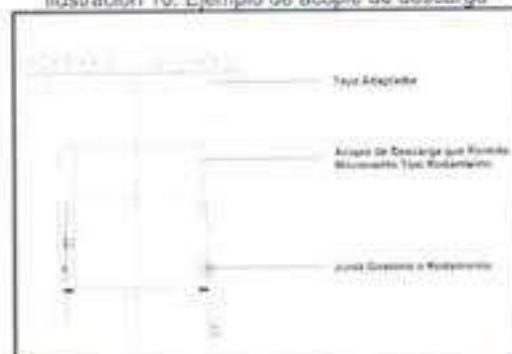 Ilustración 10. Ejemplo de acople de descarga
Tapa Adaptador
Acople de Descarga que Permite
Movimiento Tipo Rodamiento
Junta Giratoria o Rodamiento